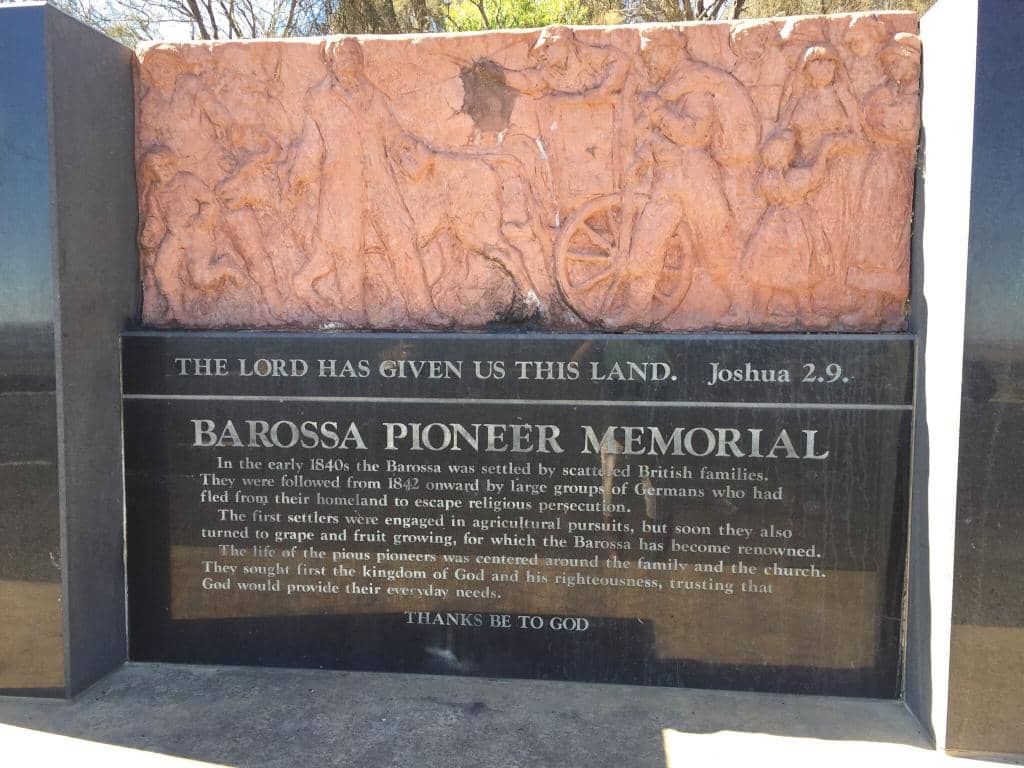 THE LORD HAS GIVEN US THIS LAND. Joshua 2.9.
BAROSSA PIONEER MEMORIAL
In the early 1840s the Barossa was settled by scattered British families.
They were followed from 1842 onward by large groups of Germans who had
fled from their homeland to escape religious persecution.
The first settlers were engaged in agricultural pursuits, but soon they also
turned to grape and fruit growing, for which the Barossa has become renowned.
The life of the pious pioneers was centered around the family and the church.
They sought first the kingdom of God and his righteousness, trusting that
God would provide their everyday needs.
THANKS BE TO GOD